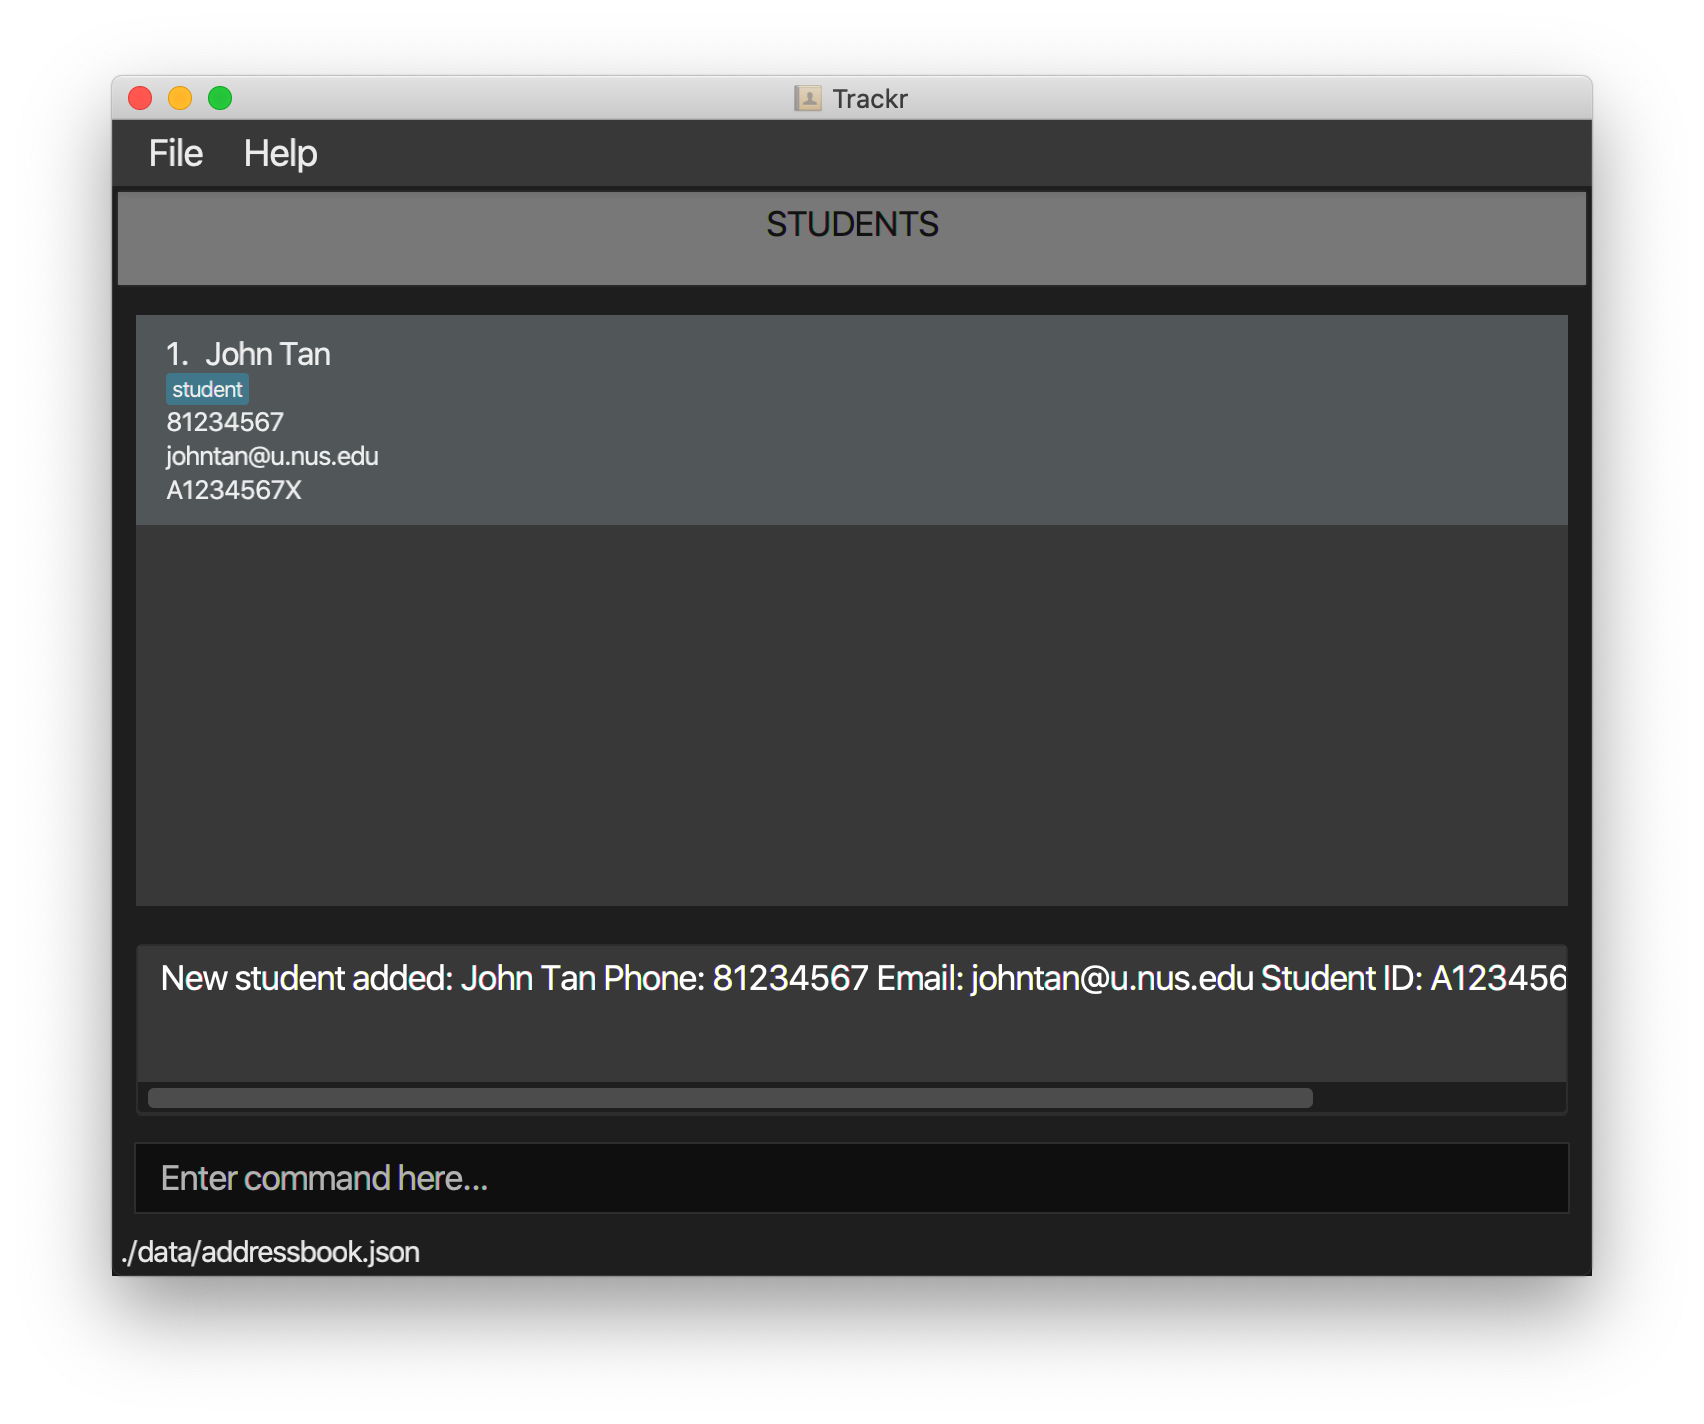 Trackr
File Help
STUDENTS
1. John Tan
student
81234567
johntan@u.nus.edu
A1234567X
New student added: John Tan Phone: 81234567 Email: johntan@u.nus.edu Student ID: A123456
Enter command here...
./data/addressbook.json